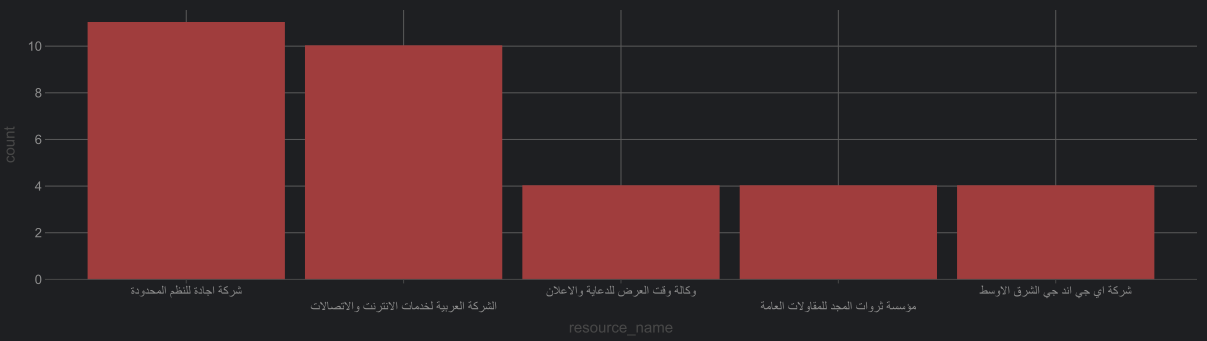 count
10
8
6
4
2
0
شركة اجادة للنظم المحدودة
الشركة العربية لخدمات الانترنت والاتصالات
وكالة وقت العرض للدعاية والاعلان
مؤسسة ثروات المجد للمقاولات العامة
شركة اي جي اند جي الشرق الاوسط
resource_name